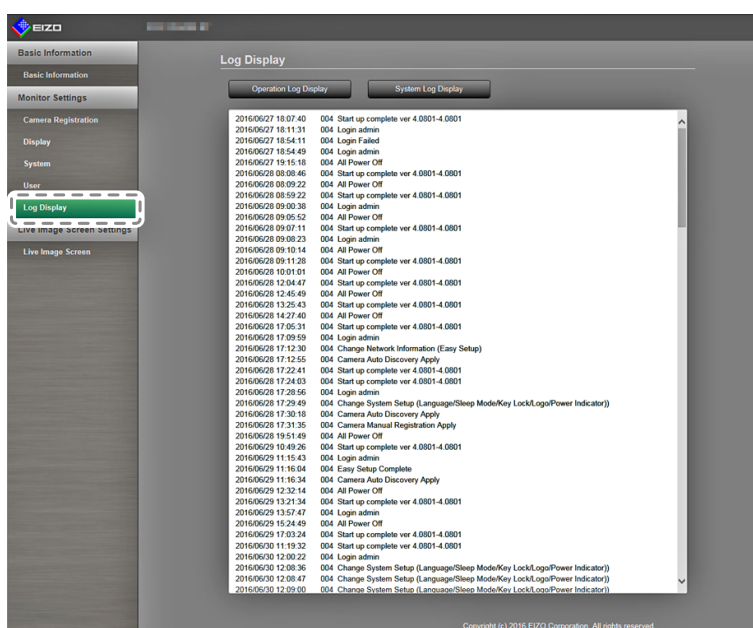 EIZO
Basic Information
Basic Information
Monitor Settings
Camera Registration
Display
System
User
Log Display
Live Image Screen Settings
Live Image Screen
Log Display
Operation Log Display
System Log Display
2016/06/27 18:07:40 004 Start up complete ver 4.0801-4.0801
2016/06/27 18:11:31 004 Login admin
2016/06/27 18:54:11 004 Login Failed
2016/06/27 18:54:49 004 Login admin
2016/06/27 19:15:18 004 All Power Off
2016/06/28 08:08:46 004 Start up complete ver 4.0801-4.0801
2016/06/28 08:09:22 004 All Power Off
2016/06/28 08:59:22 004 Start up complete ver 4.0801-4.0801
2016/06/28 09:00:38 004 Login admin
2016/06/28 09:05:52 004 All Power Off
2016/06/28 09:07:11 004 Start up complete ver 4.0801-4.0801
2016/06/28 09:08:23 004 Login admin
2016/06/28 09:10:14 004 All Power Off
2016/06/28 09:11:28 004 Start up complete ver 4.0801-4.0801
2016/06/28 10:01:01 004 All Power Off
2016/06/28 12:04:47 004 Start up complete ver 4.0801-4.0801
2016/06/28 12:45:49 004 All Power Off
2016/06/28 13:25:43 004 Start up complete ver 4.0801-4.0801
2016/06/28 14:27:40 004 All Power Off
2016/06/28 17:05:31 004 Start up complete ver 4.0801-4.0801
2016/06/28 17:09:59 004 Login admin
2016/06/28 17:12:30 004 Change Network Information (Easy Setup)
2016/06/28 17:12:55 004 Camera Auto Discovery Apply
2016/06/28 17:22:41 004 Start up complete ver 4.0801-4.0801
2016/06/28 17:24:03 004 Start up complete ver 4.0801-4.0801
2016/06/28 17:28:56 004 Login admin
2016/06/28 17:29:49 004 Change System Setup (Language/Sleep Mode/Key Lock/Logo/Power Indicator))
2016/06/28 17:30:18 004 Camera Auto Discovery Apply
2016/06/28 17:31:35 004 Camera Manual Registration Apply
2016/06/28 19:51:49 004 All Power Off
2016/06/29 10:49:26 004 Start up complete ver 4.0801-4.0801
2016/06/29 11:15:43 004 Login admin
2016/06/29 11:16:04 004 Easy Setup Complete
2016/06/29 11:16:34 004 Camera Auto Discovery Apply
2016/06/29 12:32:14 004 All Power Off
2016/06/29 13:21:34 004 Start up complete ver 4.0801-4.0801
2016/06/29 13:57:47 004 Login admin
2016/06/29 15:24:49 004 All Power Off
2016/06/29 17:03:24 004 Start up complete ver 4.0801-4.0801
2016/06/30 11:19:32 004 Start up complete ver 4.0801-4.0801
2016/06/30 12:00:22 004 Login admin
2016/06/30 12:08:36 004 Change System Setup (Language/Sleep Mode/Key Lock/Logo/Power Indicator))
2016/06/30 12:08:47 004 Change System Setup (Language/Sleep Mode/Key Lock/Logo/Power Indicator))
2016/06/30 12:09:00 004 Change System Setup (Language/Sleep Mode/Key Lock/Logo/Power Indicator))
Copyright (c) 2016 EIZO Corporation. All rights reserved.